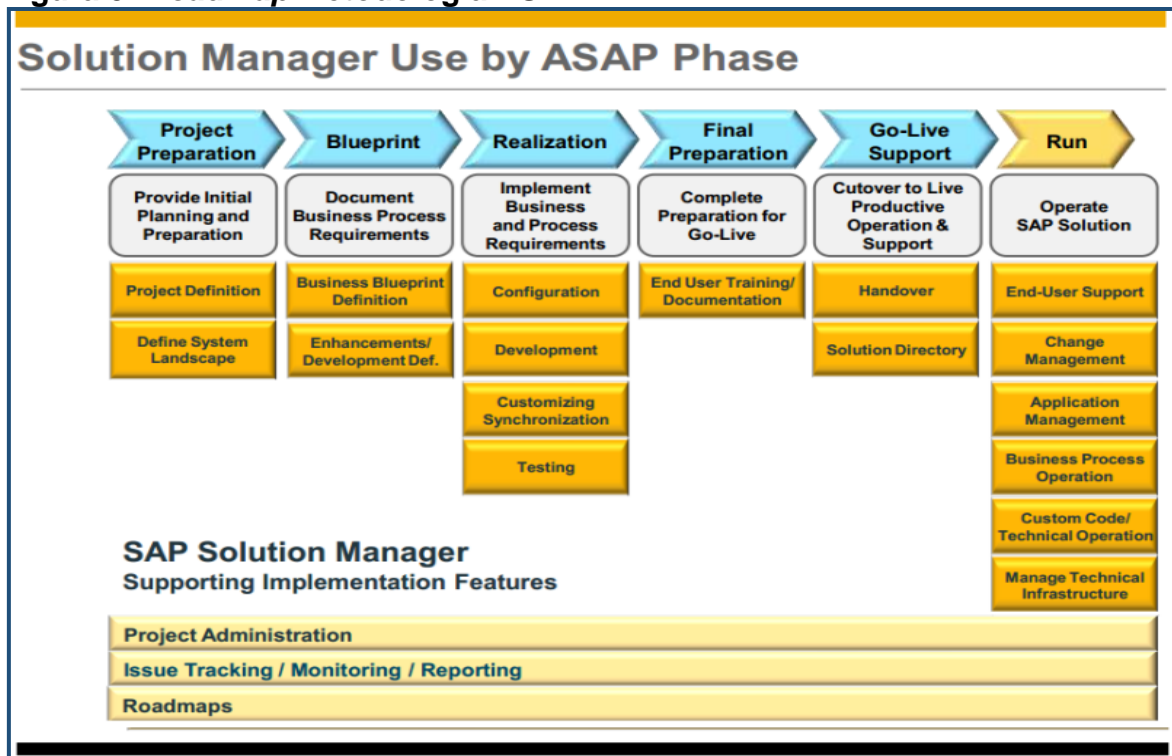 Solution Manager Use by ASAP Phase
Project
Preparation
Blueprint
Realization
Final
Preparation
Go-Live
Support
Run
Provide Initial
Planning and
Preparation
Document
Business Process
Requirements
Implement
Business
and Process
Requirements
Complete
Preparation for
Go-Live
Cutover to Live
Productive
Operation &
Support
Operate
SAP Solution
Project Definition
Business Blueprint
Definition
Configuration
End User Training/
Documentation
Handover
End-User Support
Define System
Landscape
Enhancements/
Development Def.
Development
Solution Directory
Change
Management
Customizing
Synchronization
Application
Management
Testing
Business Process
Operation
Custom Code/
Technical Operation
Manage Technical
Infrastructure
SAP Solution Manager
Supporting Implementation Features
Project Administration
Issue Tracking / Monitoring / Reporting
Roadmaps